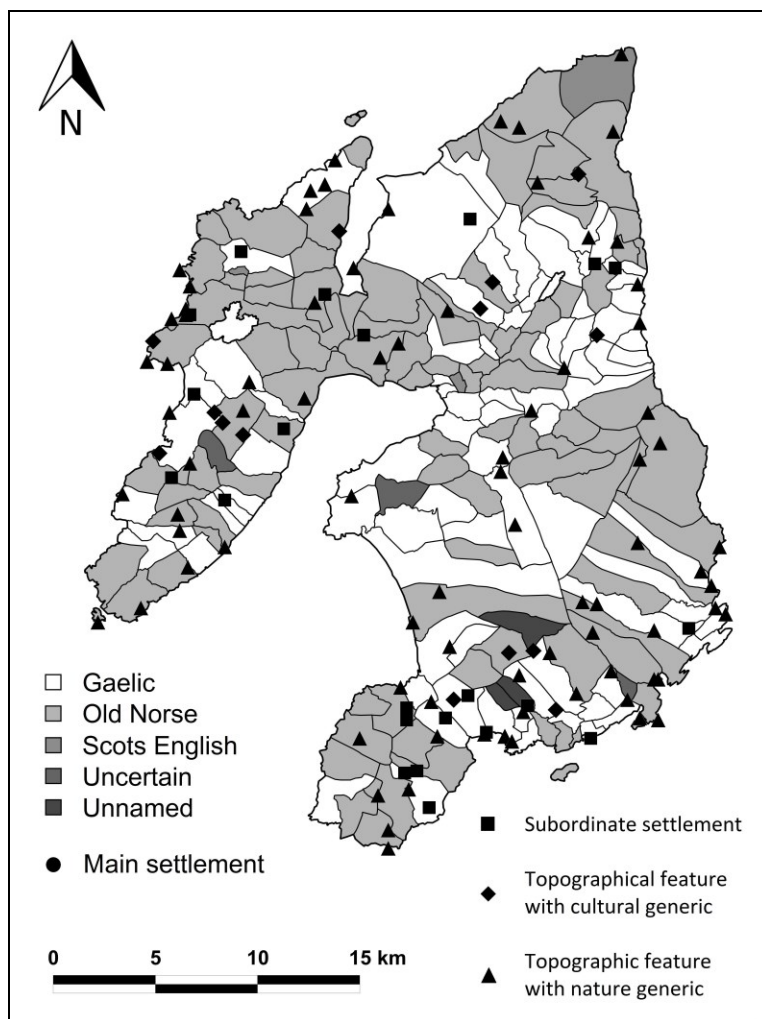 N
Gaelic
Old Norse
Scots English
Uncertain
Unnamed
Main settlement
Subordinate settlement
Topographical feature
with cultural generic
Topographic feature
with nature generic
0 5 10 15 km